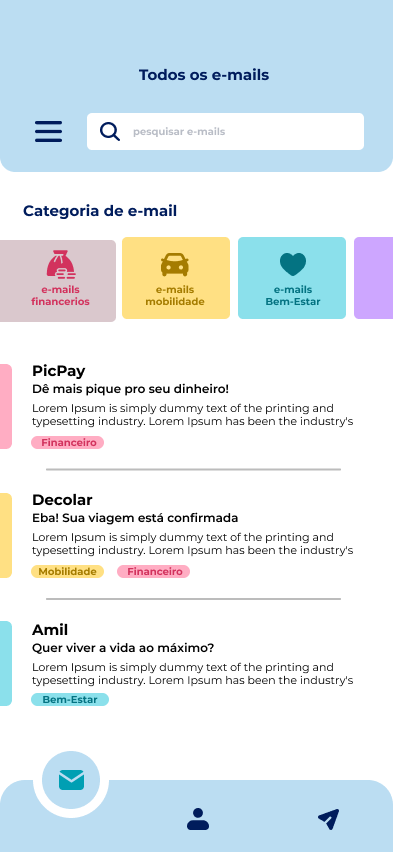 Todos os e-mails
pesquisar e-mails
Categoria de e-mail
e-mails
financerios
e-mails
mobilidade
e-mails
Bem-Estar
PicPay
Dê mais pique pro seu dinheiro!
Lorem Ipsum is simply dummy text of the printing and
typesetting industry. Lorem Ipsum has been the industry's
Financeiro
Decolar
Eba! Sua viagem está confirmada
Lorem Ipsum is simply dummy text of the printing and
typesetting industry. Lorem Ipsum has been the industry's
Mobilidade Financeiro
Amil
Quer viver a vida ao máximo?
Lorem Ipsum is simply dummy text of the printing and
typesetting industry. Lorem Ipsum has been the industry's
Bem-Estar